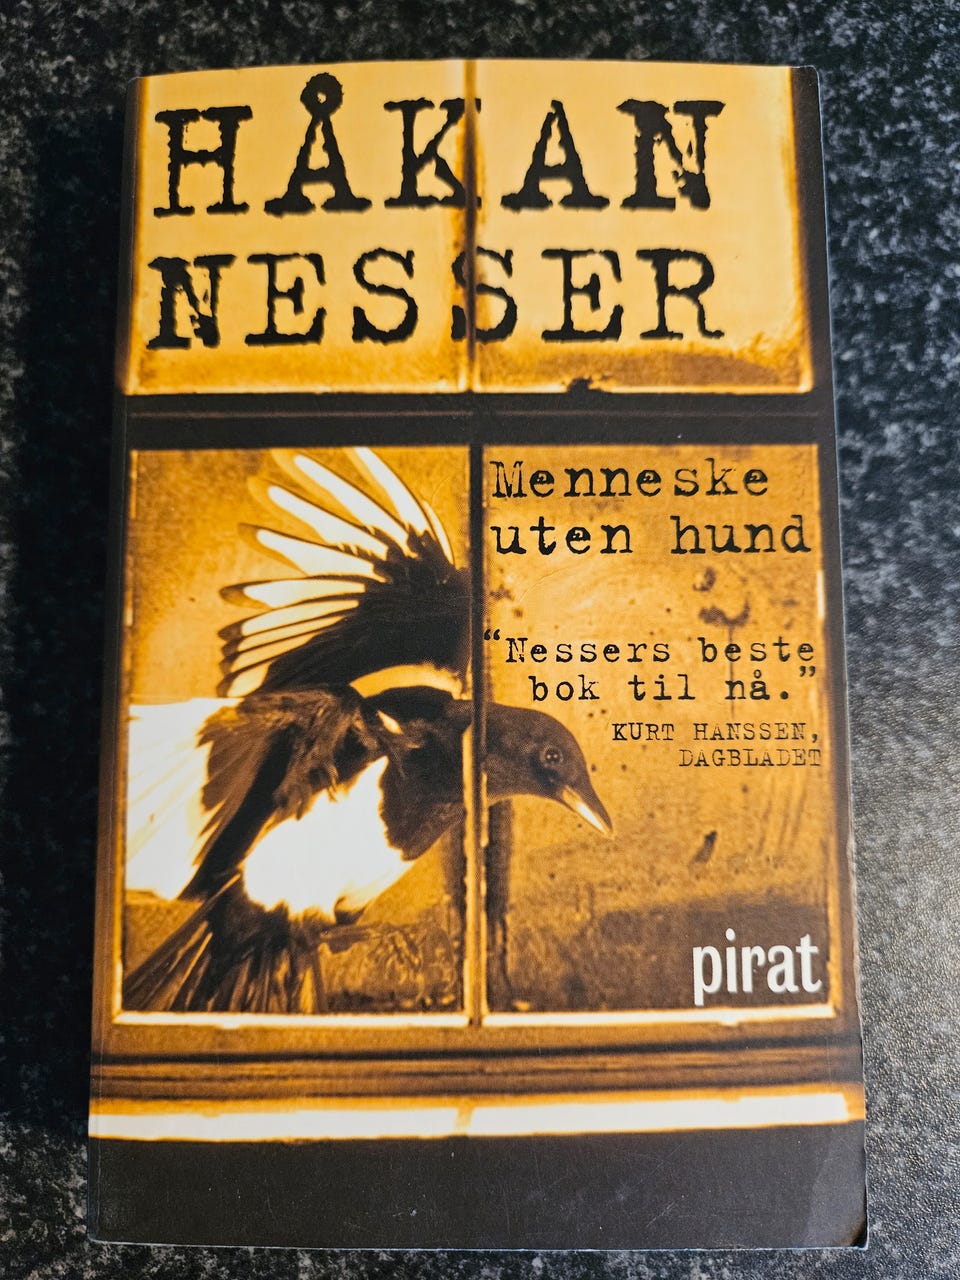 HÅKAN
NESSER
Menneske
uten hund
“Nessers beste
bok til nå.”
KURT HANSSEN,
DAGBLADET
pirat